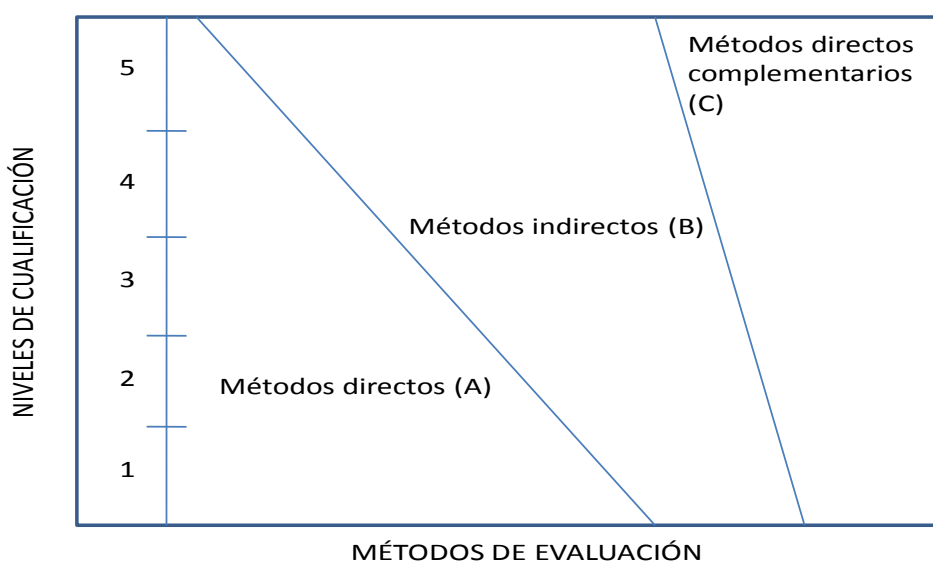 NIVELES DE CUALIFICACIÓN
5
4
3
2
1
Métodos directos
complementarios
(C)
Métodos indirectos (B)
Métodos directos (A)
MÉTODOS DE EVALUACIÓN